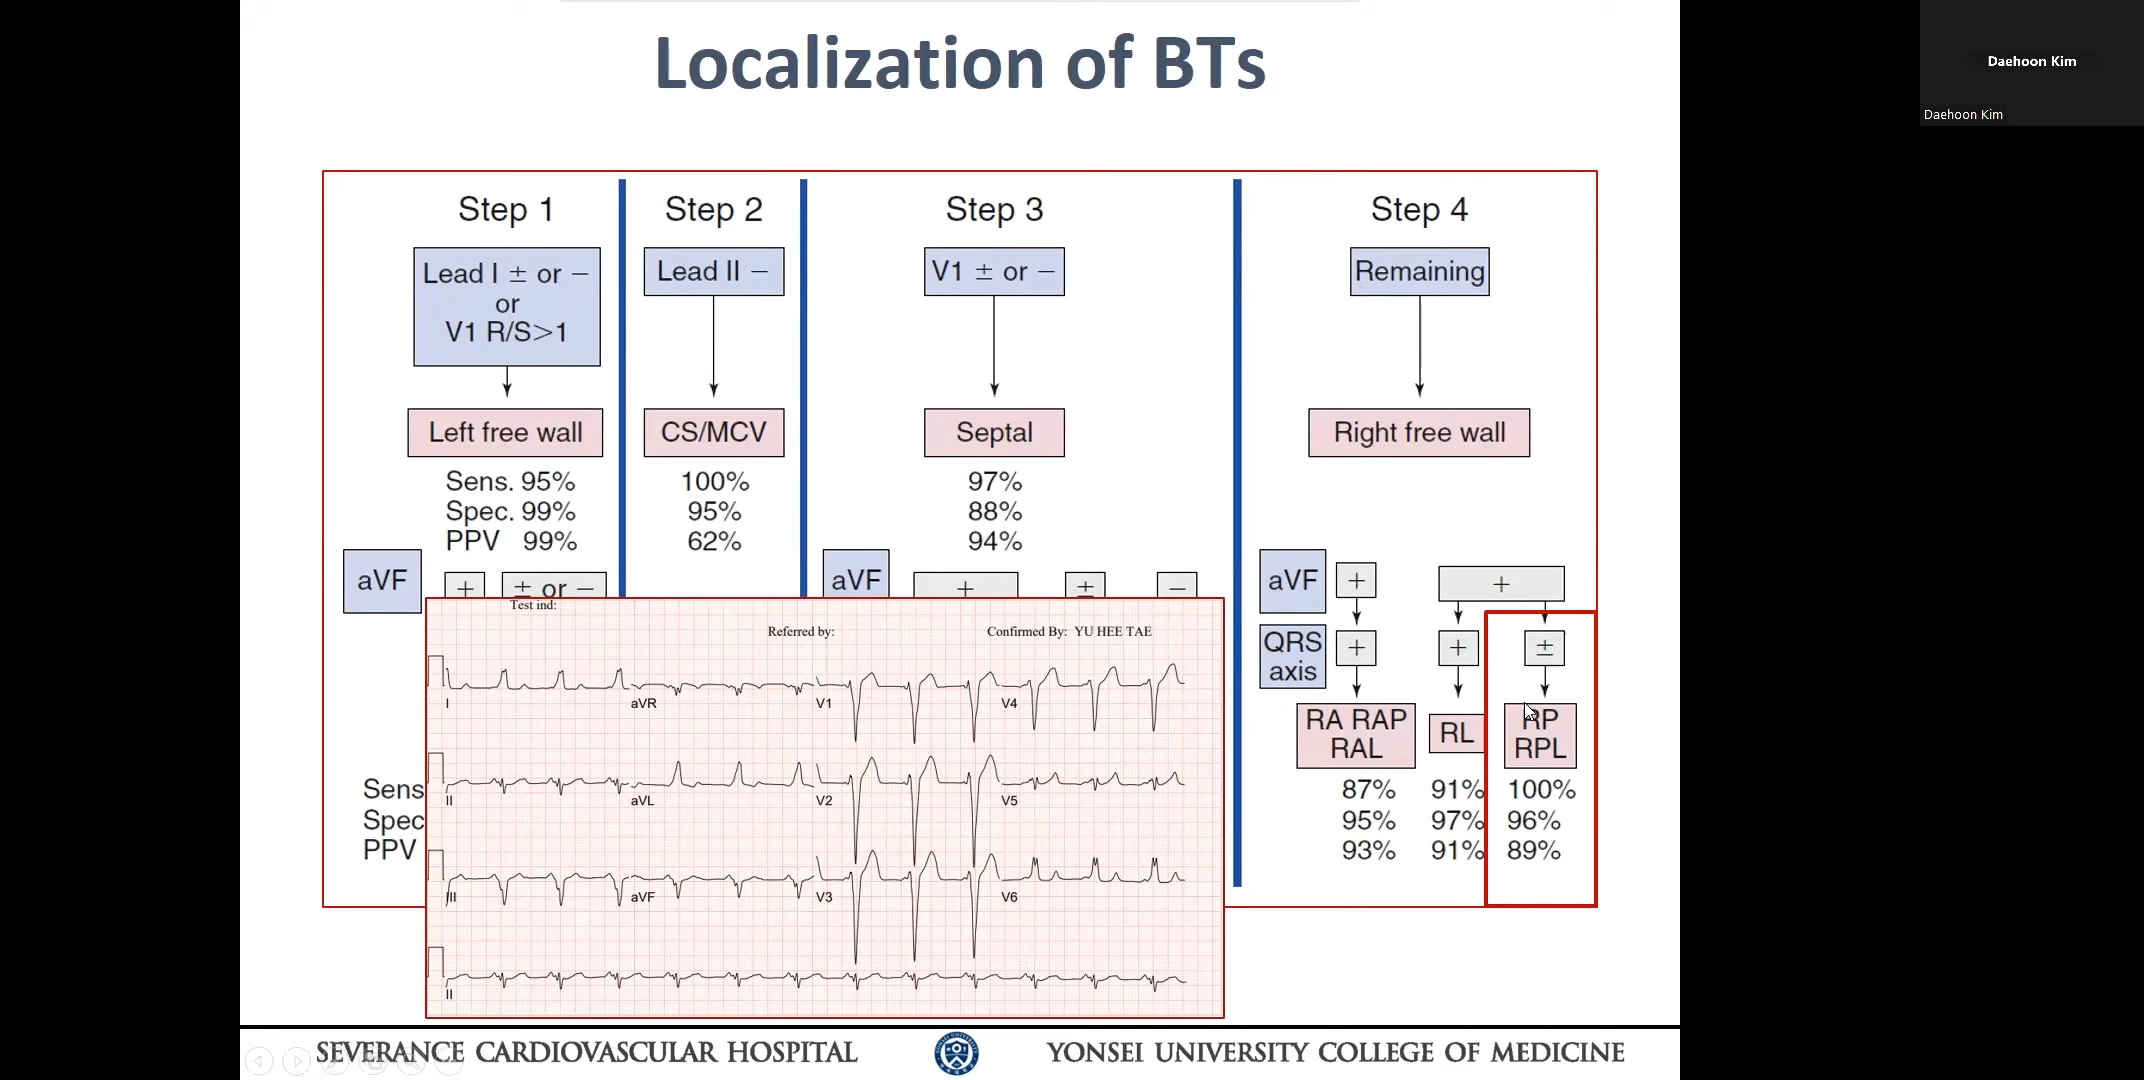 Localization of BTs
Daehoon Kim
Daehoon Kim
Step 1
Lead I ± or −
or
V1 R/S>1
Left free wall
Sens. 95%
Spec. 99%
PPV 99%
aVF
+
± or −
Sens
Spec
PPV
Step 2
Lead II −
CS/MCV
100%
95%
62%
Step 3
V1 ± or −
Septal
97%
88%
94%
aVF
+
±
−
Step 4
Remaining
Right free wall
aVF + +
QRS
axis
+ + ±
RA RAP
RAL
RL
RP
RPL
87% 91% 100%
95% 97% 96%
93% 91% 89%
Test ind:
Referred by:
Confirmed By: YU HEE TAE
I aVR V1 V4
II aVL V2 V5
III aVF V3 V6
II
SEVERANCE CARDIOVASCULAR HOSPITAL
YONSEI UNIVERSITY COLLEGE OF MEDICINE